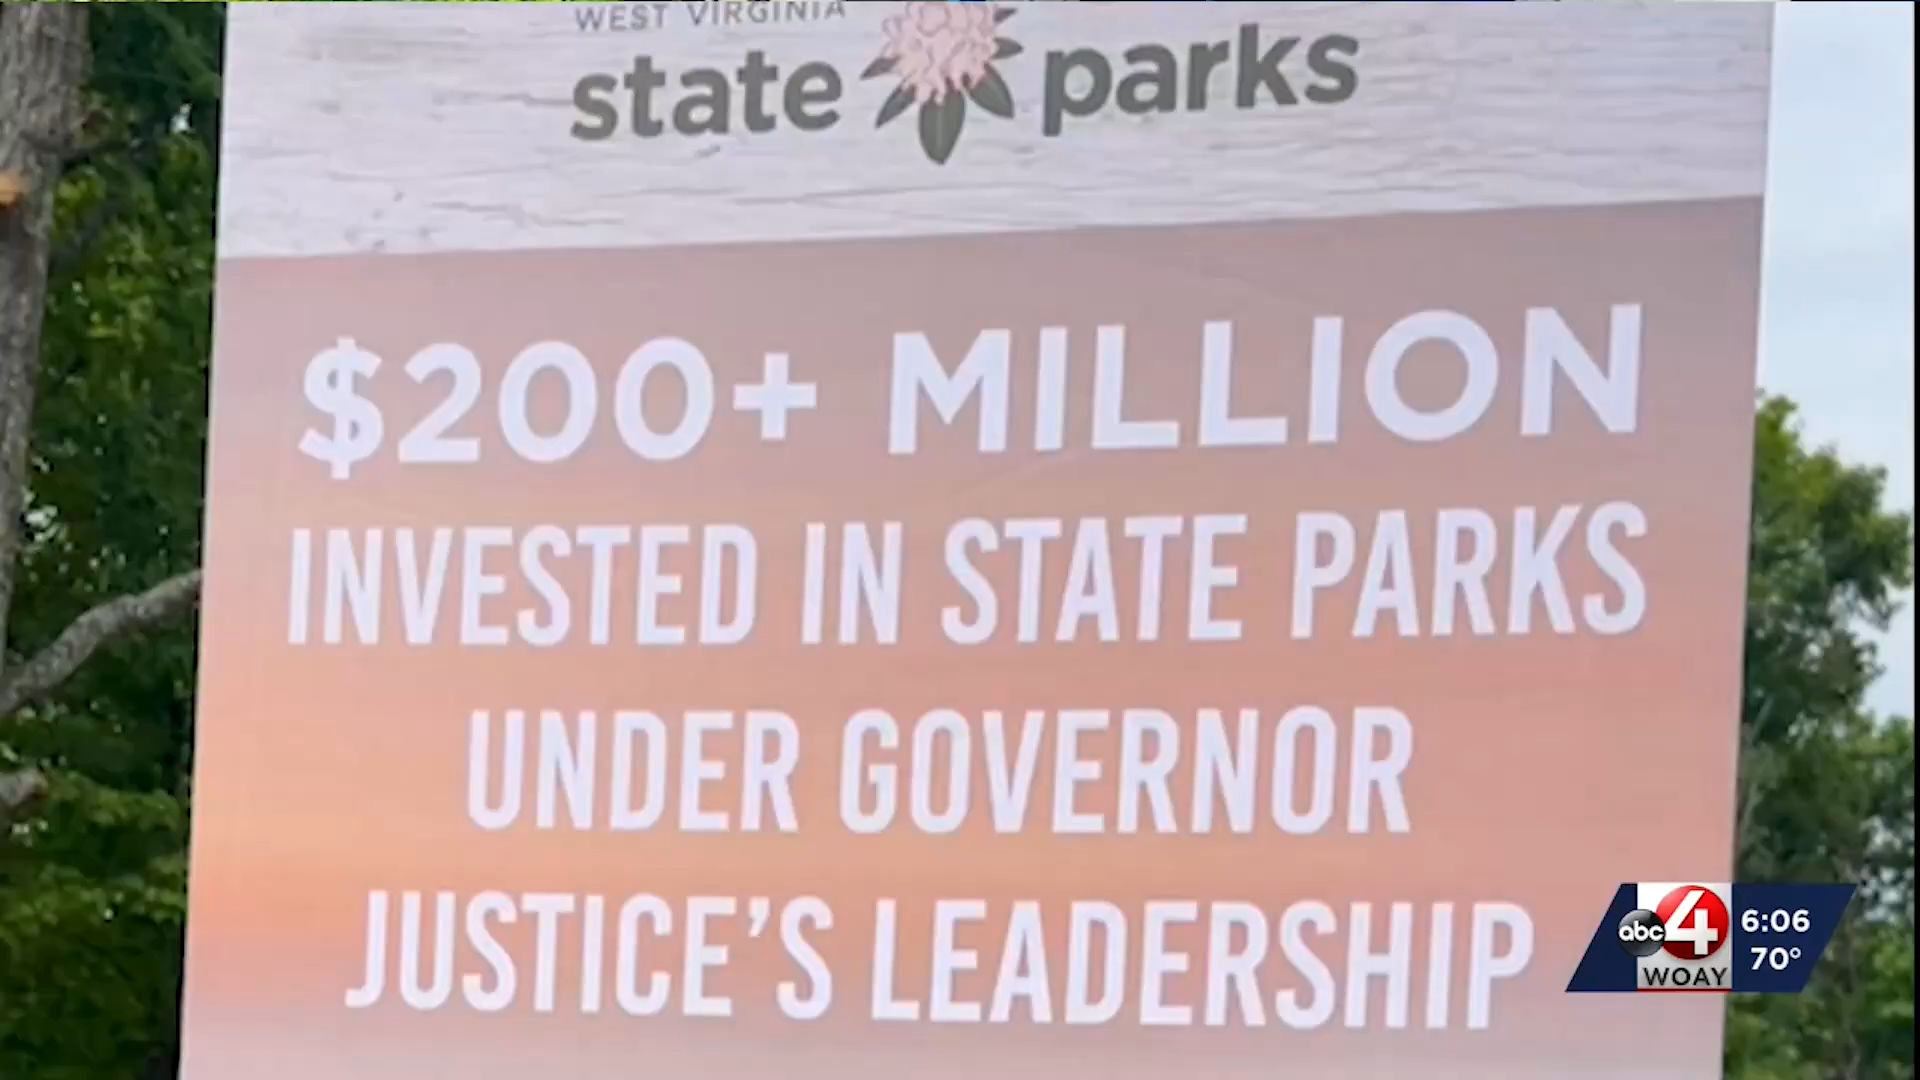 WEST VIRGINIA
state parks
$200+ MILLION
INVESTED IN STATE PARKS
UNDER GOVERNOR
JUSTICE'S LEADERSHIP
abc 4
WOAY
6:06
70°